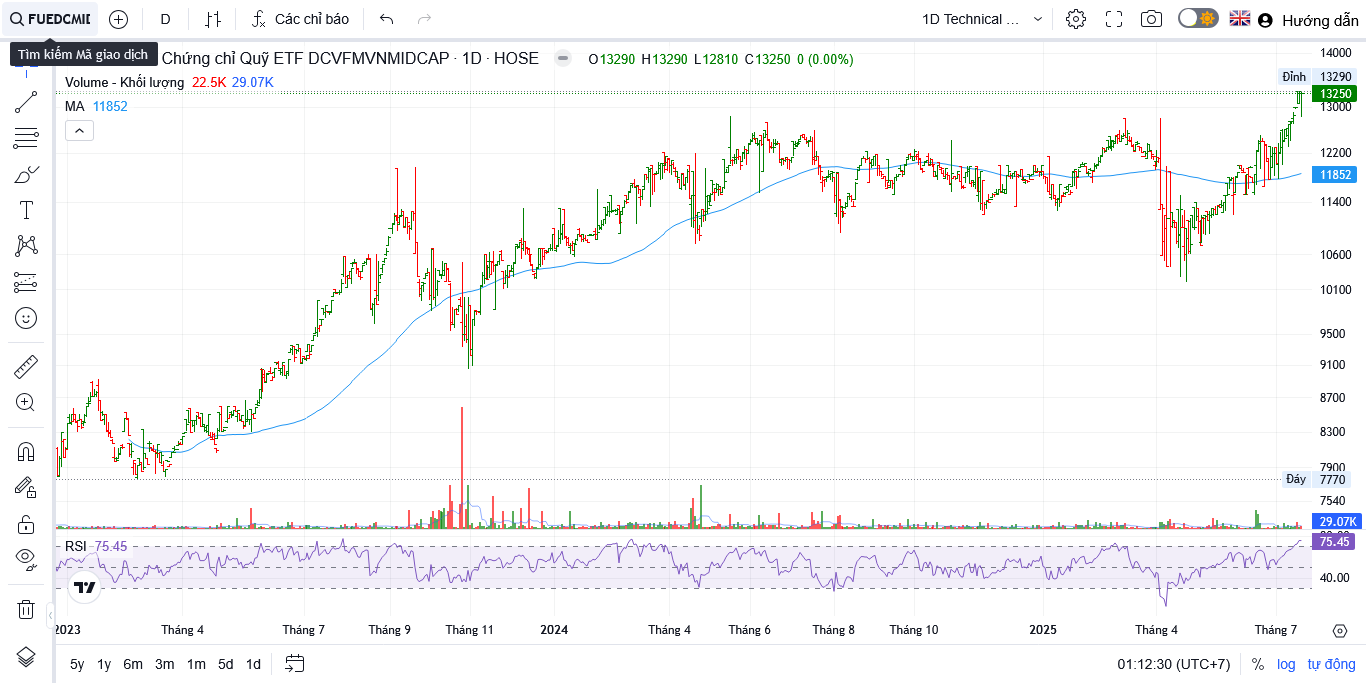 FUEDCMID
D
Các chỉ báo
1D Technical ...
Hướng dẫn
Tìm kiếm Mã giao dịch
Chứng chỉ Quỹ ETF DCVFMVNMIDCAP · 1D · HOSE
O13290 H13290 L12810 C13250 0 (0.00%)
Volume - Khối lượng 22.5K 29.07K
MA 11852
14000
Đỉnh 13290
13250
13000
12200
11852
11400
10600
10100
9500
9100
8700
8300
7900
Đáy 7770
7540
29.07K
RSI 75.45
75.45
40.00
2023 Tháng 4 Tháng 7 Tháng 9 Tháng 11 2024 Tháng 4 Tháng 6 Tháng 8 Tháng 10 2025 Tháng 4 Tháng 7
5y 1y 6m 3m 1m 5d 1d
01:12:30 (UTC+7) % log tự động